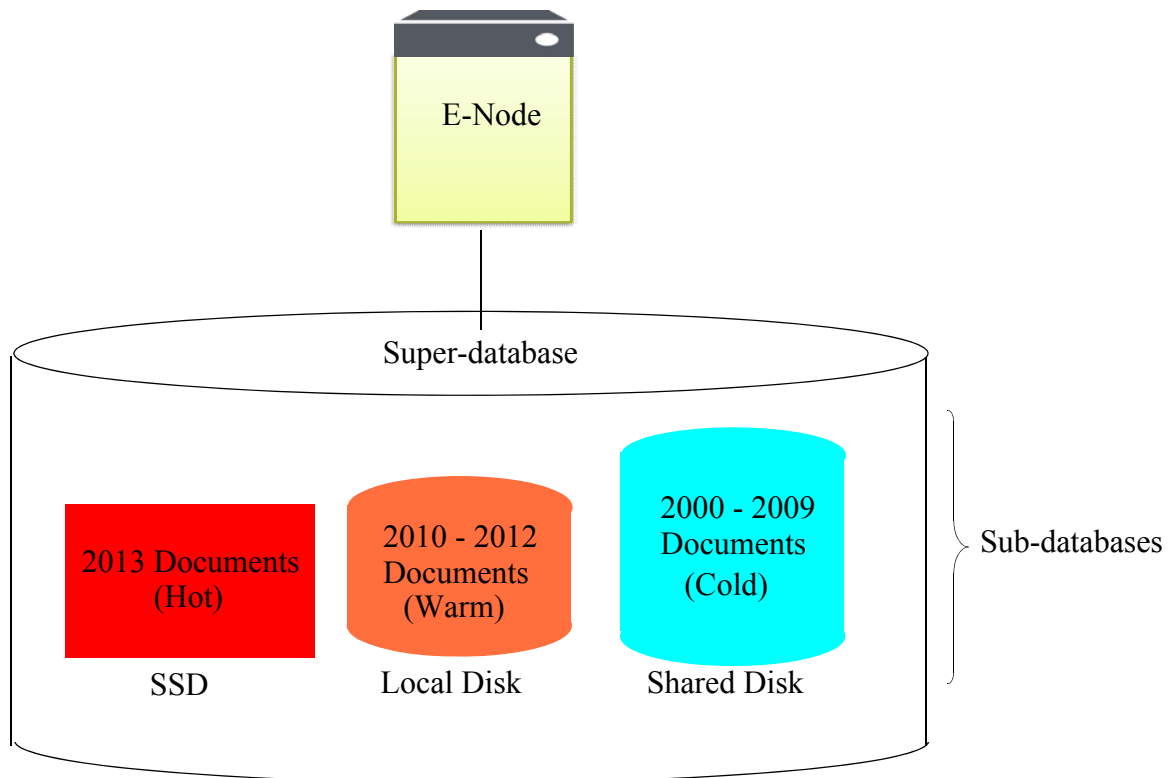 E-Node
Super-database
2013 Documents
(Hot)
SSD
2010 - 2012
Documents
(Warm)
Local Disk
2000 - 2009
Documents
(Cold)
Shared Disk
Sub-databases